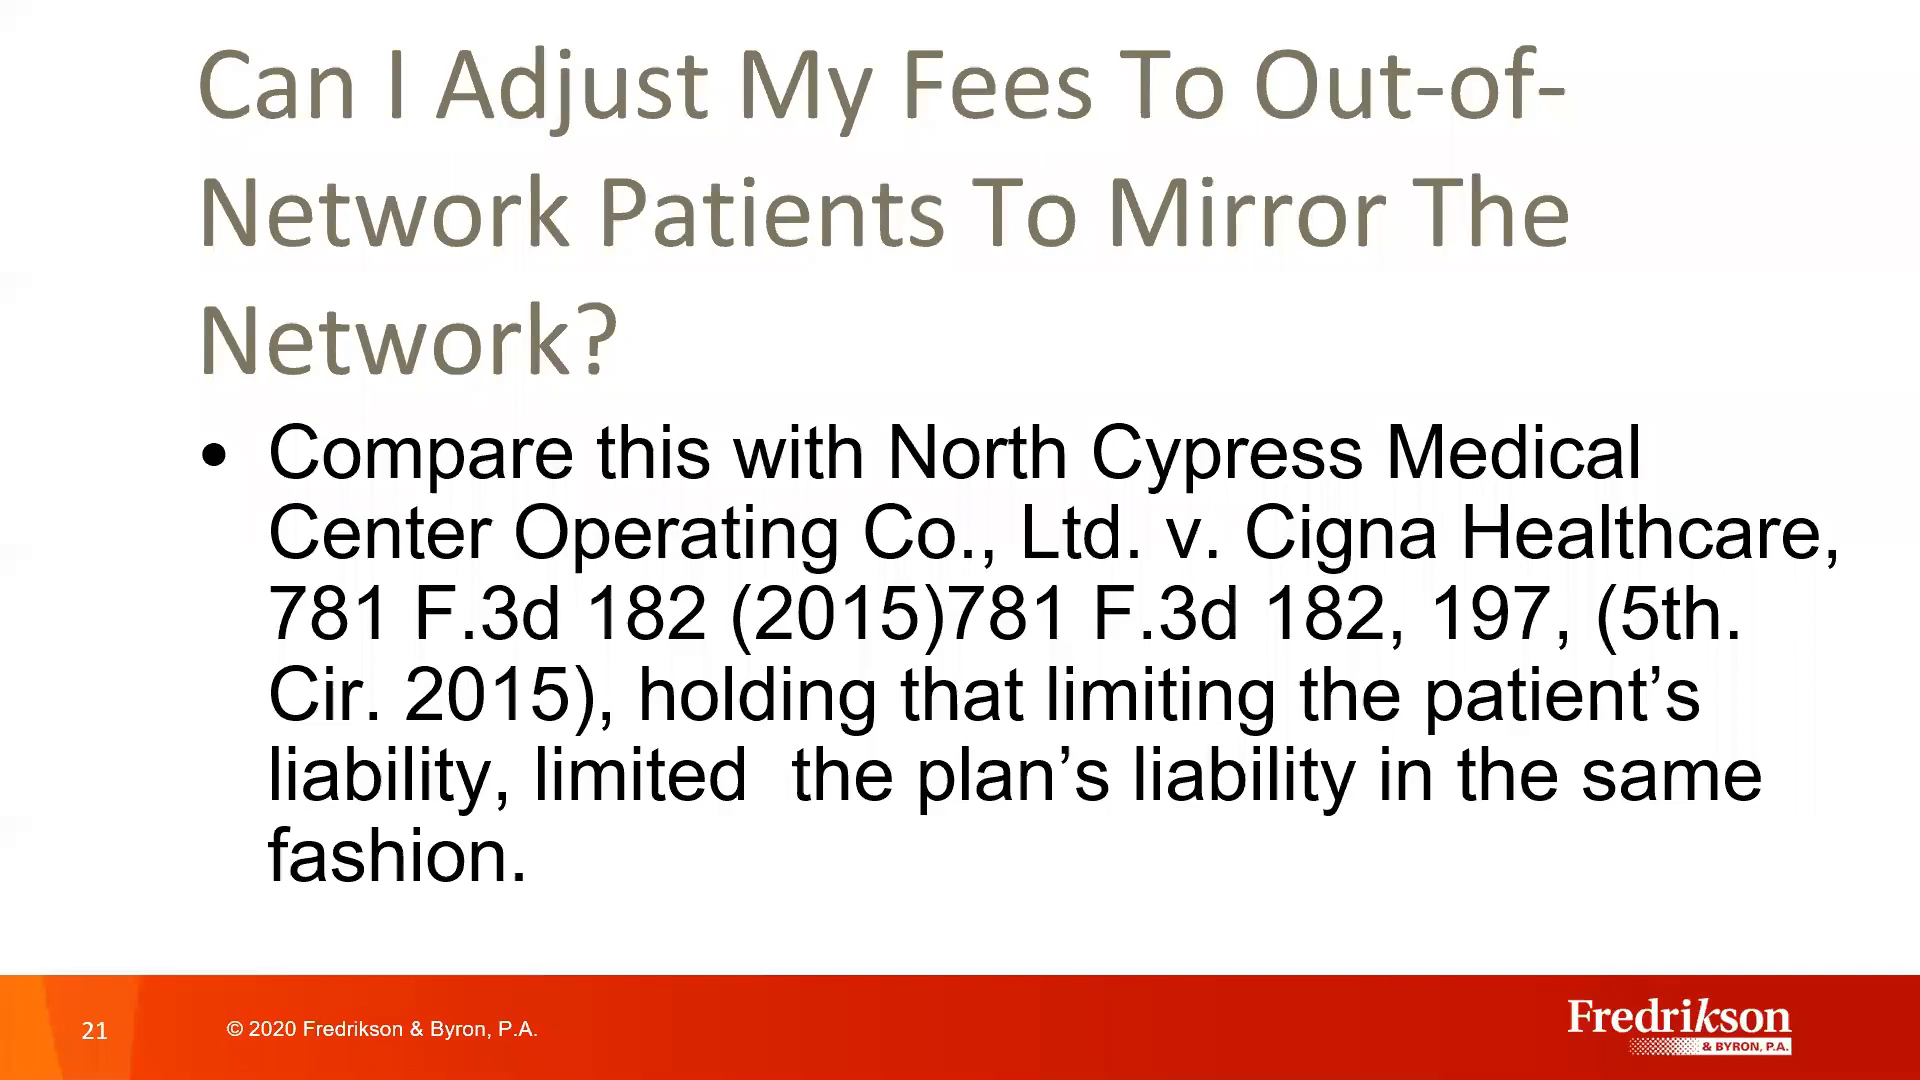 Can I Adjust My Fees To Out-of-
Network Patients To Mirror The
Network?
• Compare this with North Cypress Medical
Center Operating Co., Ltd. v. Cigna Healthcare,
781 F.3d 182 (2015)781 F.3d 182, 197, (5th.
Cir. 2015), holding that limiting the patient’s
liability, limited  the plan’s liability in the same
fashion.
21
© 2020 Fredrikson & Byron, P.A.
Fredrikson
& BYRON, P.A.